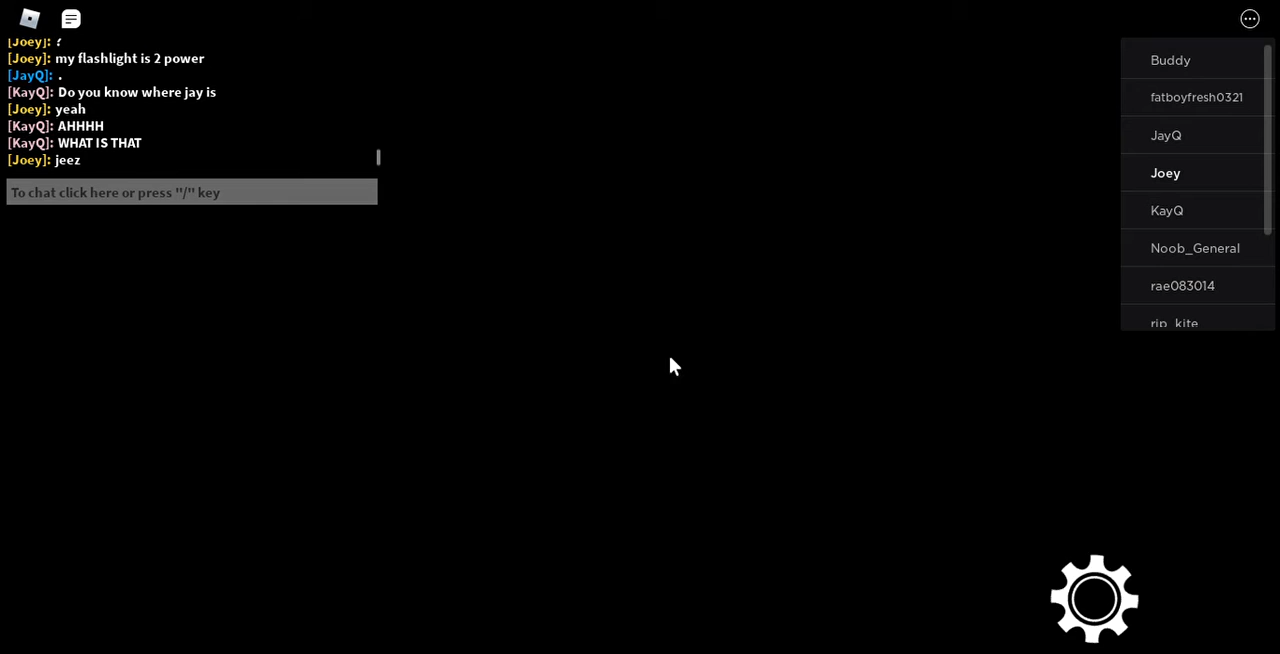 [Joey]: ?
[Joey]: my flashlight is 2 power
[JayQ]: .
[KayQ]: Do you know where jay is
[Joey]: yeah
[KayQ]: AHHHH
[KayQ]: WHAT IS THAT
[Joey]: jeez
To chat click here or press "/" key
Buddy
fatboyfresh0321
JayQ
Joey
KayQ
Noob_General
rae083014
rip_kite